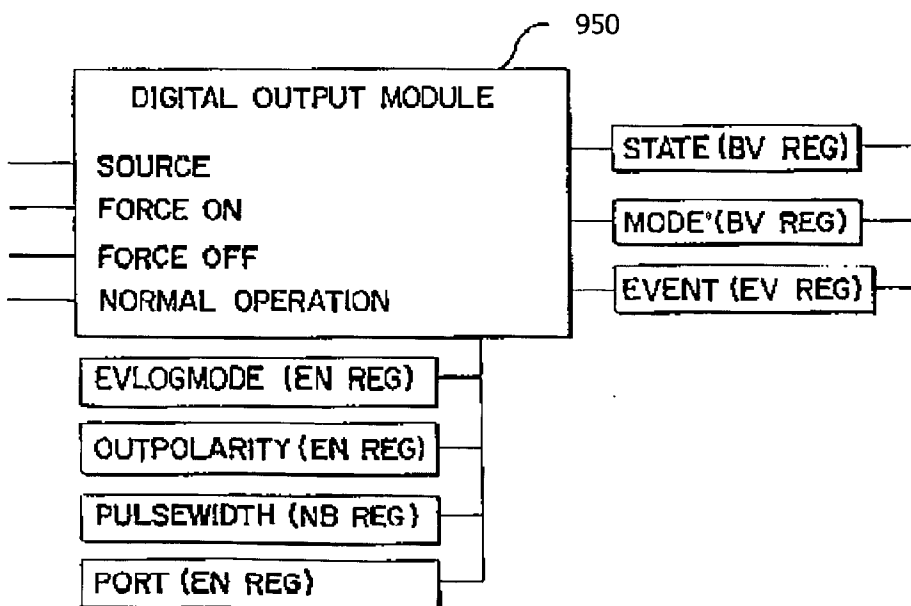 950
DIGITAL OUTPUT MODULE
SOURCE
FORCE ON
FORCE OFF
NORMAL OPERATION
STATE (BV REG)
MODE*(BV REG)
EVENT (EV REG)
EVLOGMODE (EN REG)
OUTPOLARITY (EN REG)
PULSEWIDTH (NB REG)
PORT (EN REG)